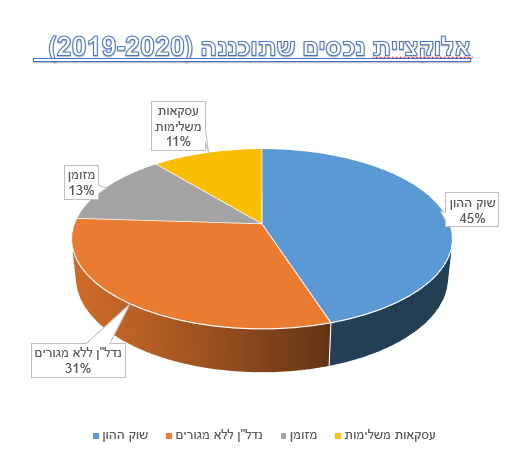 אלוקציית נכסים שתוכננה (2019-2020)
עסקאות
משלימות
11%
מזומן
13%
שוק ההון
45%
נדל"ן ללא מגורים
31%
שוק ההון
נדל"ן ללא מגורים
מזומן
עסקאות משלימות